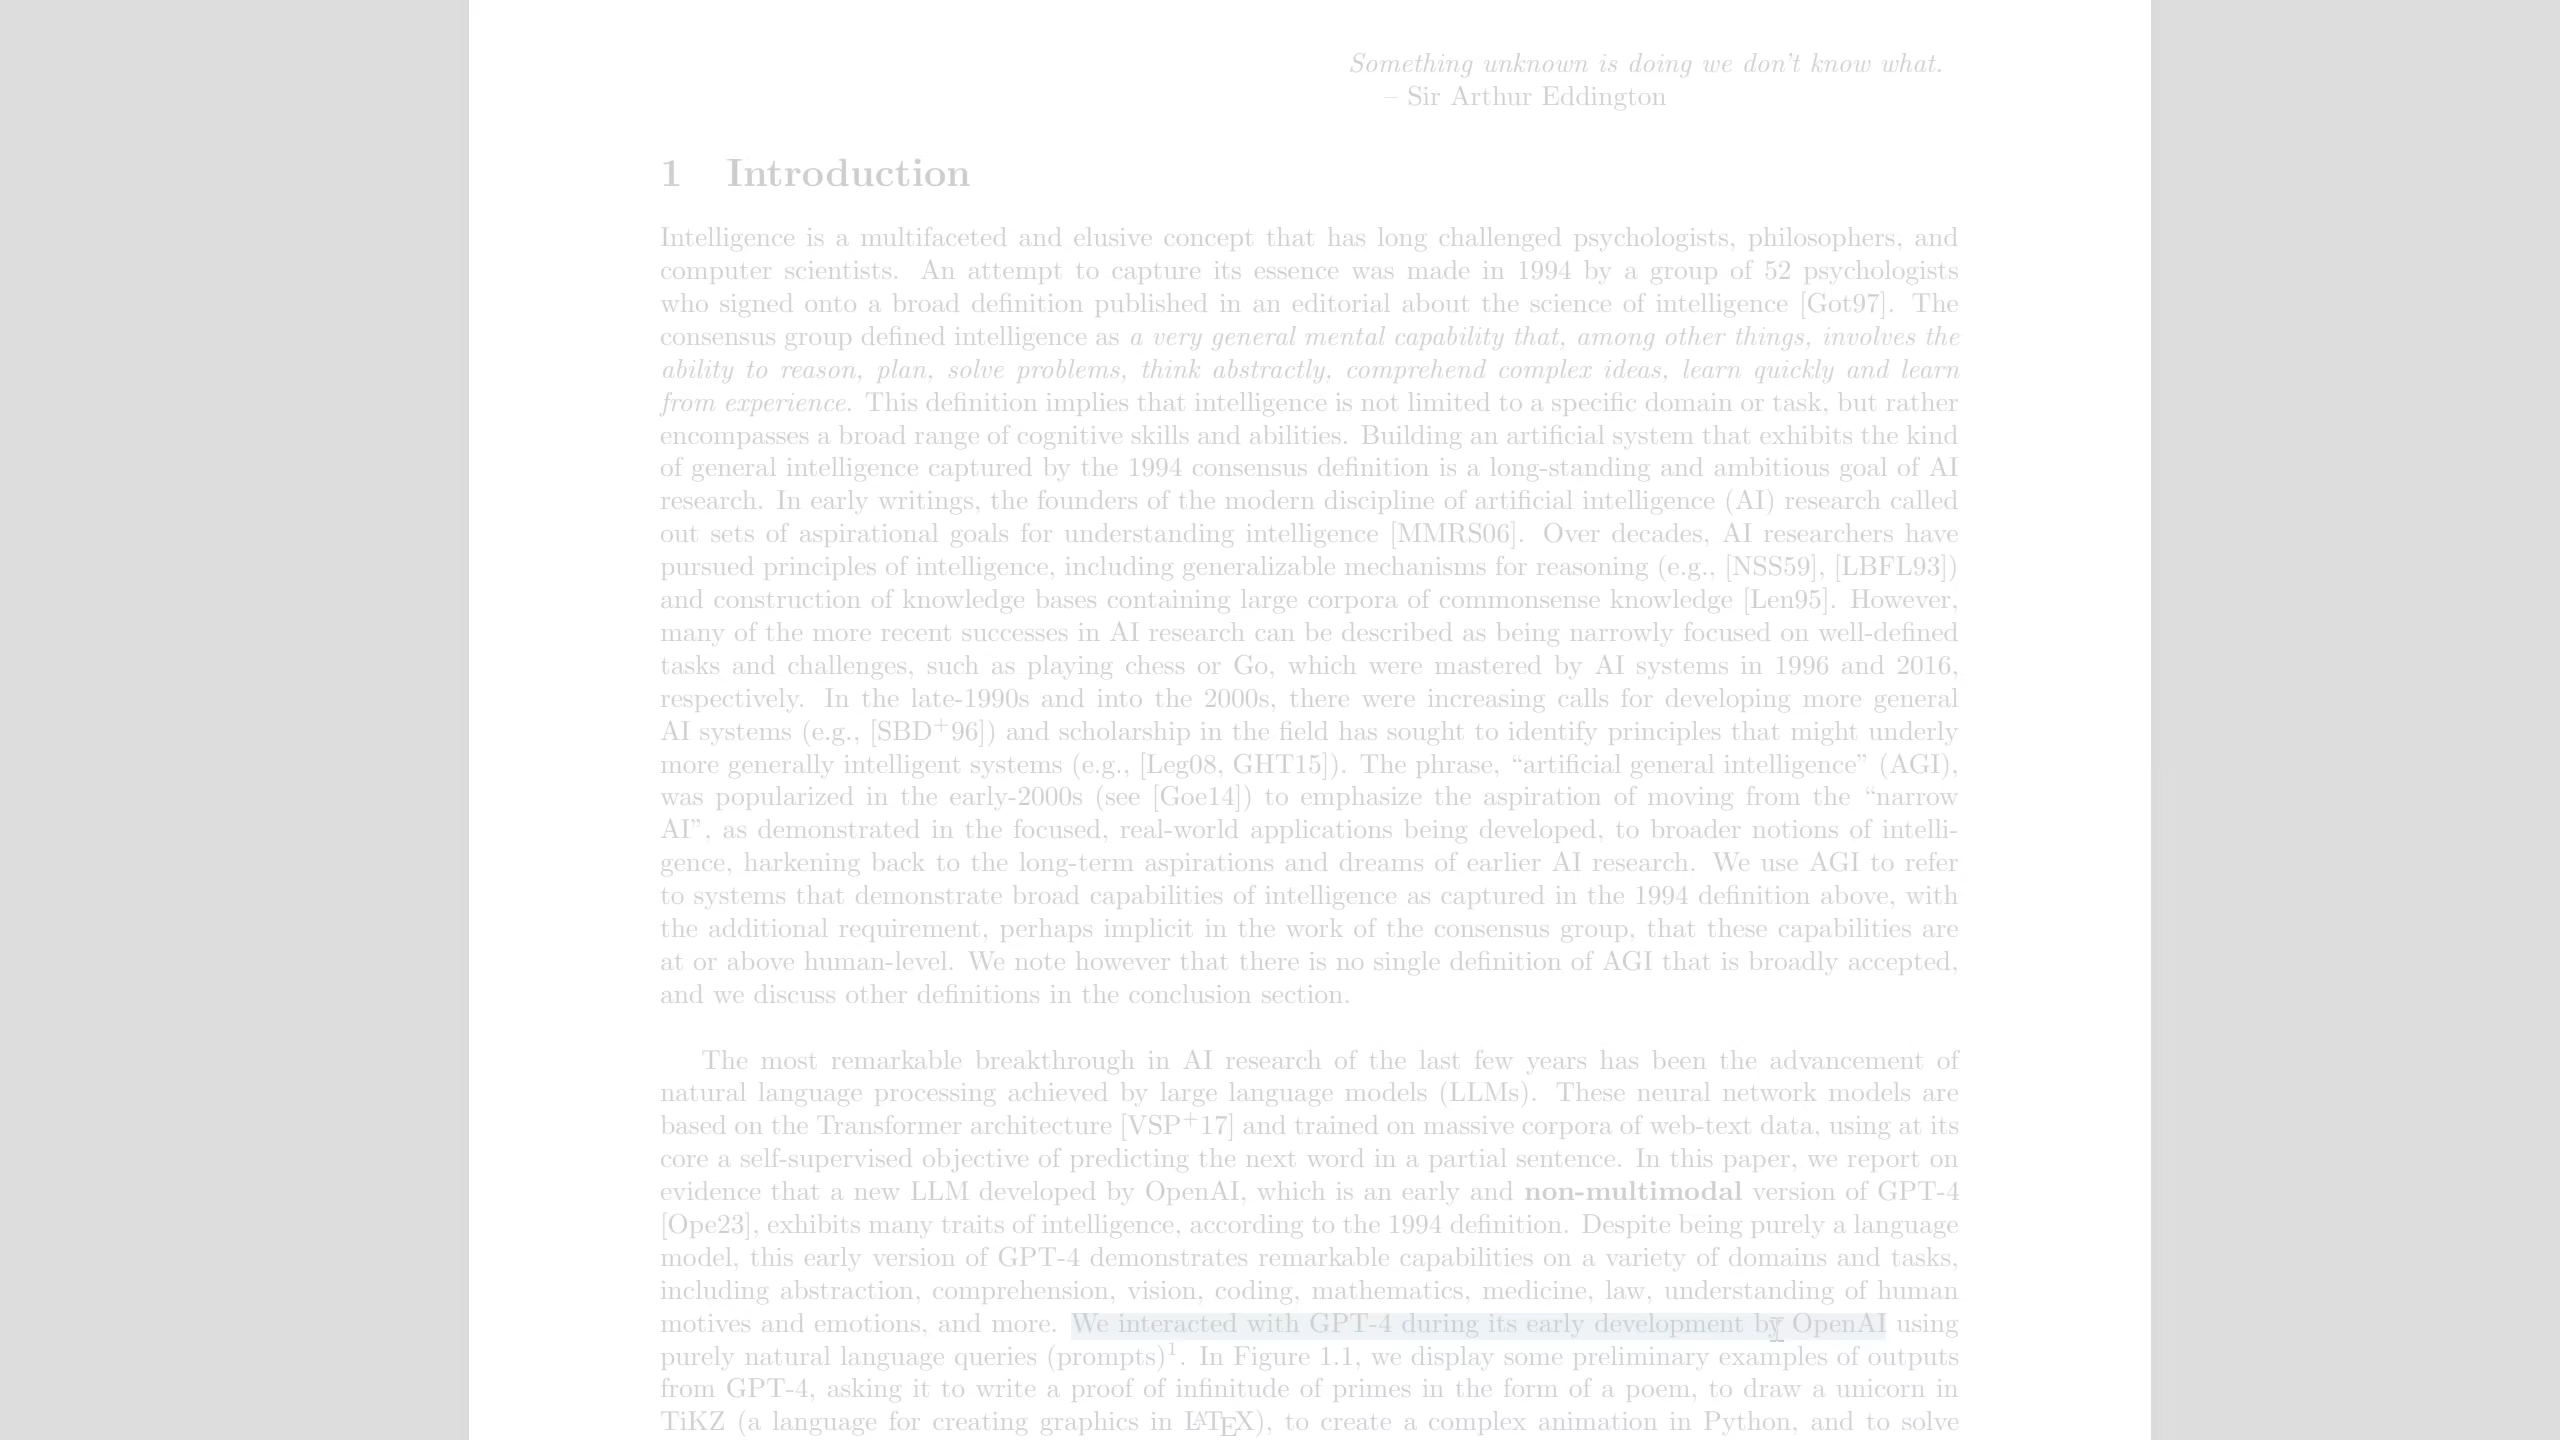 Something unknown is doing we don't know what.
– Sir Arthur Eddington
1 Introduction
Intelligence is a multifaceted and elusive concept that has long challenged psychologists, philosophers, and
computer scientists. An attempt to capture its essence was made in 1994 by a group of 52 psychologists
who signed onto a broad definition published in an editorial about the science of intelligence [Got97]. The
consensus group defined intelligence as a very general mental capability that, among other things, involves the
ability to reason, plan, solve problems, think abstractly, comprehend complex ideas, learn quickly and learn
from experience. This definition implies that intelligence is not limited to a specific domain or task, but rather
encompasses a broad range of cognitive skills and abilities. Building an artificial system that exhibits the kind
of general intelligence captured by the 1994 consensus definition is a long-standing and ambitious goal of AI
research. In early writings, the founders of the modern discipline of artificial intelligence (AI) research called
out sets of aspirational goals for understanding intelligence [MMRS06]. Over decades, AI researchers have
pursued principles of intelligence, including generalizable mechanisms for reasoning (e.g., [NSS59], [LBFL93])
and construction of knowledge bases containing large corpora of commonsense knowledge [Len95]. However,
many of the more recent successes in AI research can be described as being narrowly focused on well-defined
tasks and challenges, such as playing chess or Go, which were mastered by AI systems in 1996 and 2016,
respectively. In the late-1990s and into the 2000s, there were increasing calls for developing more general
AI systems (e.g., [SBD+96]) and scholarship in the field has sought to identify principles that might underly
more generally intelligent systems (e.g., [Leg08, GHT15]). The phrase, “artificial general intelligence” (AGI),
was popularized in the early-2000s (see [Goe14]) to emphasize the aspiration of moving from the “narrow
AI”, as demonstrated in the focused, real-world applications being developed, to broader notions of intelli-
gence, harkening back to the long-term aspirations and dreams of earlier AI research. We use AGI to refer
to systems that demonstrate broad capabilities of intelligence as captured in the 1994 definition above, with
the additional requirement, perhaps implicit in the work of the consensus group, that these capabilities are
at or above human-level. We note however that there is no single definition of AGI that is broadly accepted,
and we discuss other definitions in the conclusion section.
The most remarkable breakthrough in AI research of the last few years has been the advancement of
natural language processing achieved by large language models (LLMs). These neural network models are
based on the Transformer architecture [VSP+17] and trained on massive corpora of web-text data, using at its
core a self-supervised objective of predicting the next word in a partial sentence. In this paper, we report on
evidence that a new LLM developed by OpenAI, which is an early and non-multimodal version of GPT-4
[Ope23], exhibits many traits of intelligence, according to the 1994 definition. Despite being purely a language
model, this early version of GPT-4 demonstrates remarkable capabilities on a variety of domains and tasks,
including abstraction, comprehension, vision, coding, mathematics, medicine, law, understanding of human
motives and emotions, and more. We interacted with GPT-4 during its early development by OpenAI using
purely natural language queries (prompts)1. In Figure 1.1, we display some preliminary examples of outputs
from GPT-4, asking it to write a proof of infinitude of primes in the form of a poem, to draw a unicorn in
TiKZ (a language for creating graphics in LATEX), to create a complex animation in Python, and to solve